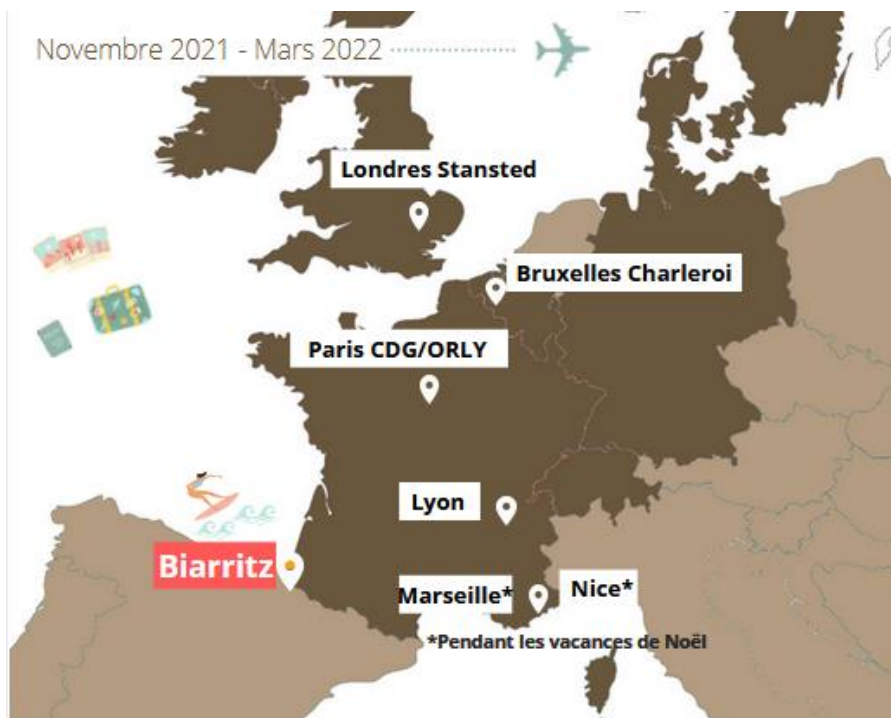 Novembre 2021 - Mars 2022
Londres Stansted
Bruxelles Charleroi
Paris CDG/ORLY
Lyon
Biarritz
Marseille*
Nice*
*Pendant les vacances de Noël